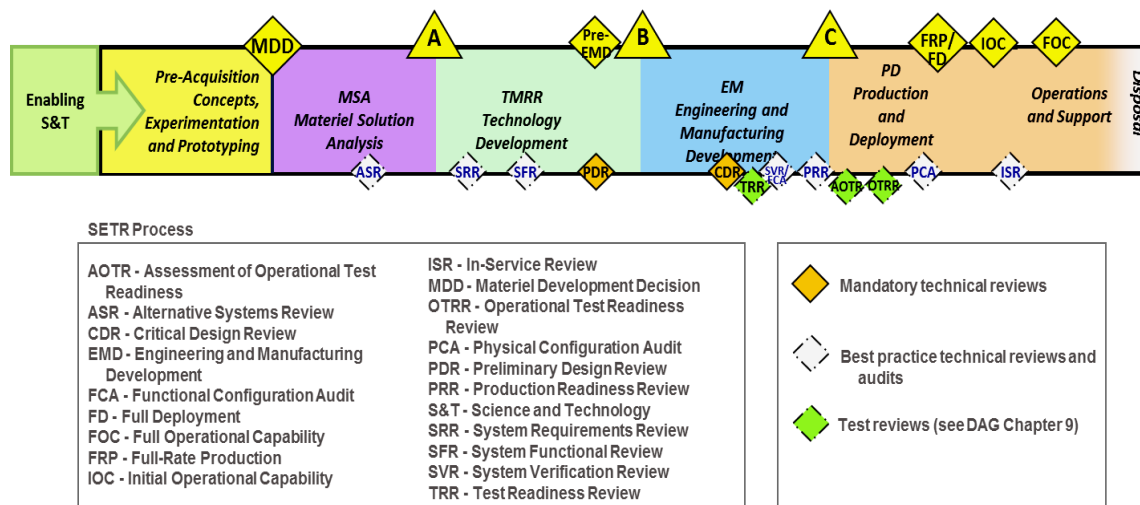 MDD
A
Pre-
EMD
B
C
FRP/
FD
IOC
FOC
Enabling
S&T
Pre-Acquisition
Concepts,
Experimentation
and Prototyping
MSA
Materiel Solution
Analysis
TMRR
Technology
Development
EM
Engineering and
Manufacturing
Development
PD
Production
and
Deployment
Operations
and Support
Disposal
ASR
SRR
SFR
PDR
CDR
TRR
SVR/
FCA
PRR
AOTR
OTRR
PCA
ISR
SETR Process
AOTR - Assessment of Operational Test
Readiness
ASR - Alternative Systems Review
CDR - Critical Design Review
EMD - Engineering and Manufacturing
Development
FCA - Functional Configuration Audit
FD - Full Deployment
FOC - Full Operational Capability
FRP - Full-Rate Production
IOC - Initial Operational Capability
ISR - In-Service Review
MDD - Materiel Development Decision
OTRR - Operational Test Readiness
Review
PCA - Physical Configuration Audit
PDR - Preliminary Design Review
PRR - Production Readiness Review
S&T - Science and Technology
SRR - System Requirements Review
SFR - System Functional Review
SVR - System Verification Review
TRR - Test Readiness Review
Mandatory technical reviews
Best practice technical reviews and
audits
Test reviews (see DAG Chapter 9)